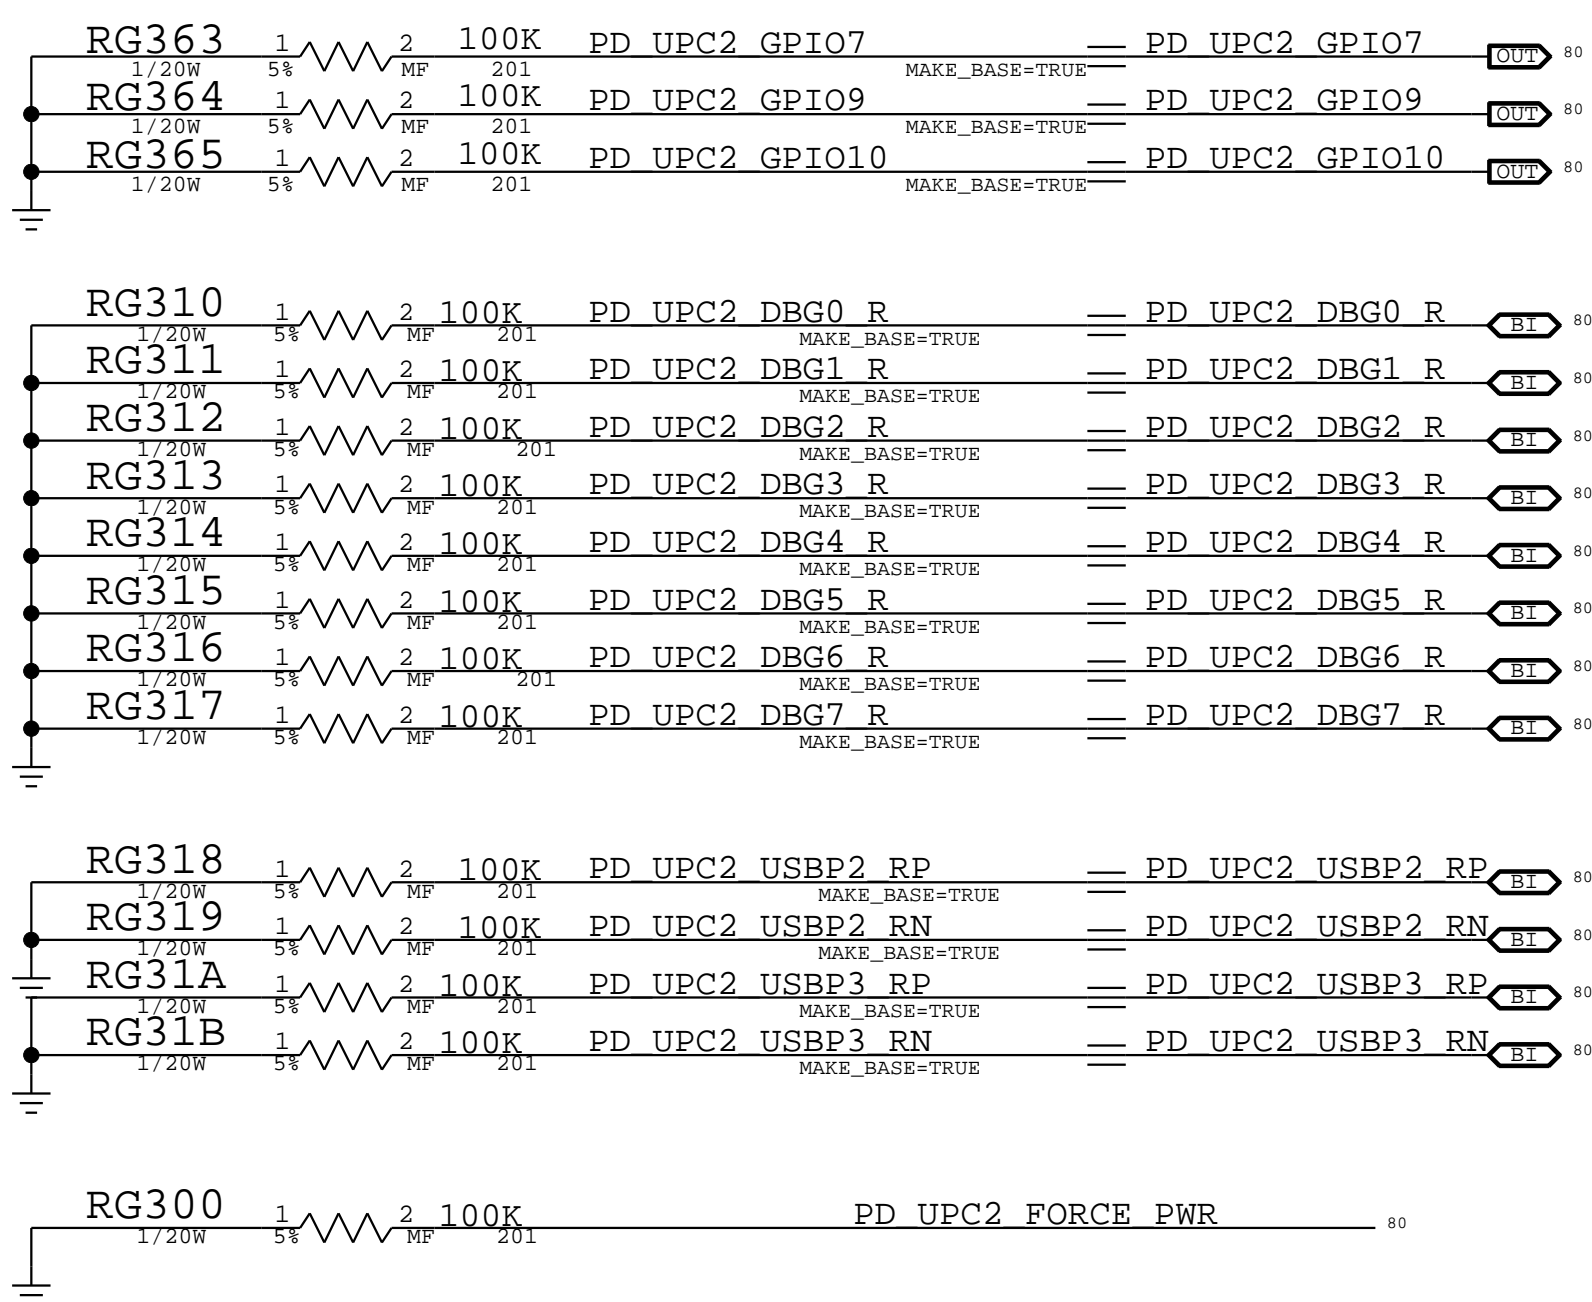 RG363 1 2 100K PD_UPC2_GPIO7 PD_UPC2_GPIO7 OUT 80
1/20W 5% MF 201 MAKE_BASE=TRUE
RG364 1 2 100K PD_UPC2_GPIO9 PD_UPC2_GPIO9 OUT 80
1/20W 5% MF 201 MAKE_BASE=TRUE
RG365 1 2 100K PD_UPC2_GPIO10 PD_UPC2_GPIO10 OUT 80
1/20W 5% MF 201 MAKE_BASE=TRUE
RG310 1 2 100K PD_UPC2_DBG0_R PD_UPC2_DBG0_R BI 80
1/20W 5% MF 201 MAKE_BASE=TRUE
RG311 1 2 100K PD_UPC2_DBG1_R PD_UPC2_DBG1_R BI 80
1/20W 5% MF 201 MAKE_BASE=TRUE
RG312 1 2 100K PD_UPC2_DBG2_R PD_UPC2_DBG2_R BI 80
1/20W 5% MF 201 MAKE_BASE=TRUE
RG313 1 2 100K PD_UPC2_DBG3_R PD_UPC2_DBG3_R BI 80
1/20W 5% MF 201 MAKE_BASE=TRUE
RG314 1 2 100K PD_UPC2_DBG4_R PD_UPC2_DBG4_R BI 80
1/20W 5% MF 201 MAKE_BASE=TRUE
RG315 1 2 100K PD_UPC2_DBG5_R PD_UPC2_DBG5_R BI 80
1/20W 5% MF 201 MAKE_BASE=TRUE
RG316 1 2 100K PD_UPC2_DBG6_R PD_UPC2_DBG6_R BI 80
1/20W 5% MF 201 MAKE_BASE=TRUE
RG317 1 2 100K PD_UPC2_DBG7_R PD_UPC2_DBG7_R BI 80
1/20W 5% MF 201 MAKE_BASE=TRUE
RG318 1 2 100K PD_UPC2_USBP2_RP PD_UPC2_USBP2_RP BI 80
1/20W 5% MF 201 MAKE_BASE=TRUE
RG319 1 2 100K PD_UPC2_USBP2_RN PD_UPC2_USBP2_RN BI 80
1/20W 5% MF 201 MAKE_BASE=TRUE
RG31A 1 2 100K PD_UPC2_USBP3_RP PD_UPC2_USBP3_RP BI 80
1/20W 5% MF 201 MAKE_BASE=TRUE
RG31B 1 2 100K PD_UPC2_USBP3_RN PD_UPC2_USBP3_RN BI 80
1/20W 5% MF 201 MAKE_BASE=TRUE
RG300 1 2 100K PD_UPC2_FORCE_PWR 80
1/20W 5% MF 201